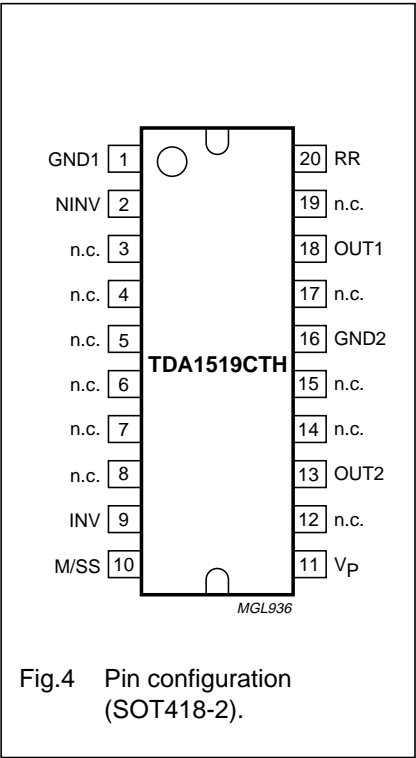 GND1 1 20 RR
NINV 2 19 n.c.
n.c. 3 18 OUT1
n.c. 4 17 n.c.
n.c. 5 16 GND2
TDA1519CTH
n.c. 6 15 n.c.
n.c. 7 14 n.c.
n.c. 8 13 OUT2
INV 9 12 n.c.
M/SS 10 11 VP
MGL936
Fig.4 Pin configuration
(SOT418-2).